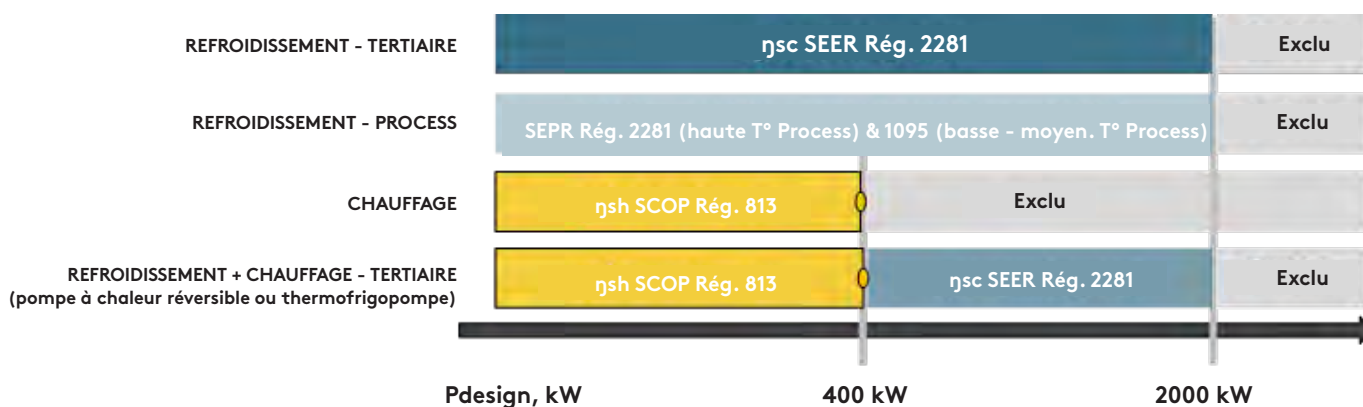 REFROIDISSEMENT - TERTIAIRE
ηsc SEER Rég. 2281
Exclu
REFROIDISSEMENT - PROCESS
SEPR Rég. 2281 (haute T° Process) & 1095 (basse - moyen. T° Process)
Exclu
CHAUFFAGE
ηsh SCOP Rég. 813
Exclu
REFROIDISSEMENT + CHAUFFAGE - TERTIAIRE
(pompe à chaleur réversible ou thermofrigopompe)
ηsh SCOP Rég. 813
ηsc SEER Rég. 2281
Exclu
Pdesign, kW
400 kW
2000 kW